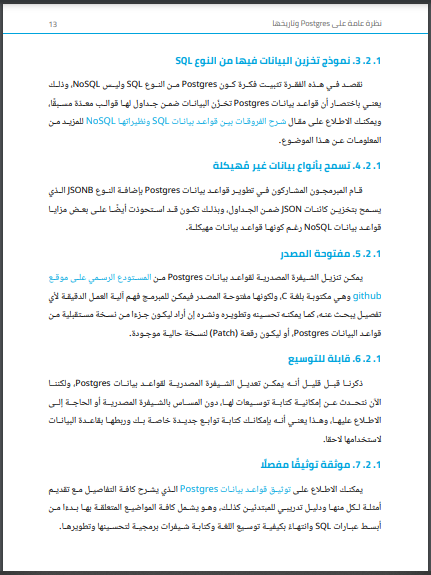 نظرة عامة على Postgres وتاريخها
13
1. 2. 3. نموذج تخزين البيانات فيها من النوع SQL
نقصد في هذه الفقرة تثبيت فكرة كون Postgres من النوع SQL وليس NoSQL، وذلك
يعني باختصار أن قواعد بيانات Postgres تخزّن البيانات ضمن جداول لها قوالب معدّة مسبقًا،
ويمكنك الاطلاع على مقال شرح الفروقات بين قواعد بيانات SQL ونظيراتها NoSQL للمزيد من
المعلومات عن هذا الموضوع.
1. 2. 4. تسمح بأنواع بيانات غير مُهيكلة
قام المبرمجون المشاركون في تطوير قواعد بيانات Postgres بإضافة النوع JSONB الذي
يسمح بتخزين كائنات JSON ضمن الجداول، وبذلك تكون قد استحوذت أيضًا على بعض مزايا
قواعد بيانات NoSQL رغم كونها قواعد بيانات مهيكلة.
1. 2. 5. مفتوحة المصدر
يمكن تنزيل الشيفرة المصدرية لقواعد بيانات Postgres من المستودع الرسمي على موقع
github وهي مكتوبة بلغة C، ولكونها مفتوحة المصدر فيمكن للمبرمج فهم آلية العمل الدقيقة لأي
تفصيل يبحث عنه، كما يمكنه تحسينه وتطويره ونشره إن أراد ليكون جزءا من نسخة مستقبلية من
قواعد البيانات Postgres، أو ليكون رقعة (Patch) لنسخة حالية موجودة.
1. 2. 6. قابلة للتوسيع
ذكرنا قبل قليل أنه يمكن تعديل الشيفرة المصدرية لقواعد بيانات Postgres، ولكننا
الآن نتحدث عن إمكانية كتابة توسيعات لها، دون المساس بالشيفرة المصدرية أو الحاجة إلى
الاطلاع عليها، وهذا يعني أنه بإمكانك كتابة توابع جديدة خاصة بك وربطها بقاعدة البيانات
لاستخدامها لاحقا.
1. 2. 7. موثقة توثيقًا مفصلًا
يمكنك الاطلاع على توثيق قواعد بيانات Postgres الذي يشرح كافة التفاصيل مع تقديم
أمثلة لكل منها ودليل تدريبي للمبتدئين كذلك، وهو يشمل كافة المواضيع المتعلقة بها بدءا من
أبسط عبارات SQL وانتهاءً بكيفية توسيع اللغة وكتابة شيفرات برمجية لتحسينها وتطويرها.